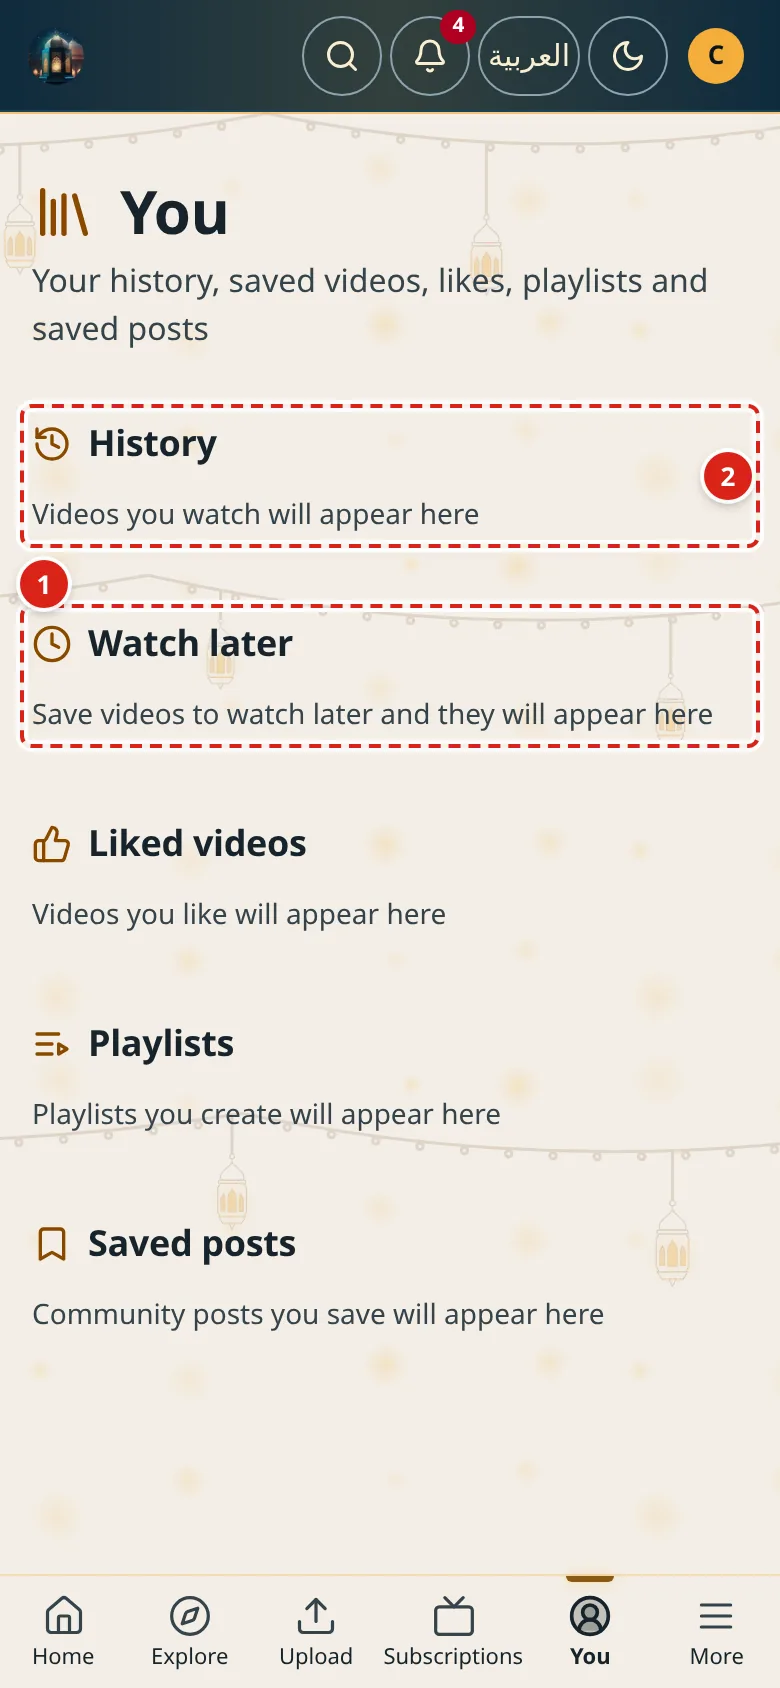 4
العربية
C
You
Your history, saved videos, likes, playlists and
saved posts
History
2
Videos you watch will appear here
1
Watch later
Save videos to watch later and they will appear here
Liked videos
Videos you like will appear here
Playlists
Playlists you create will appear here
Saved posts
Community posts you save will appear here
Home
Explore
Upload
Subscriptions
You
More